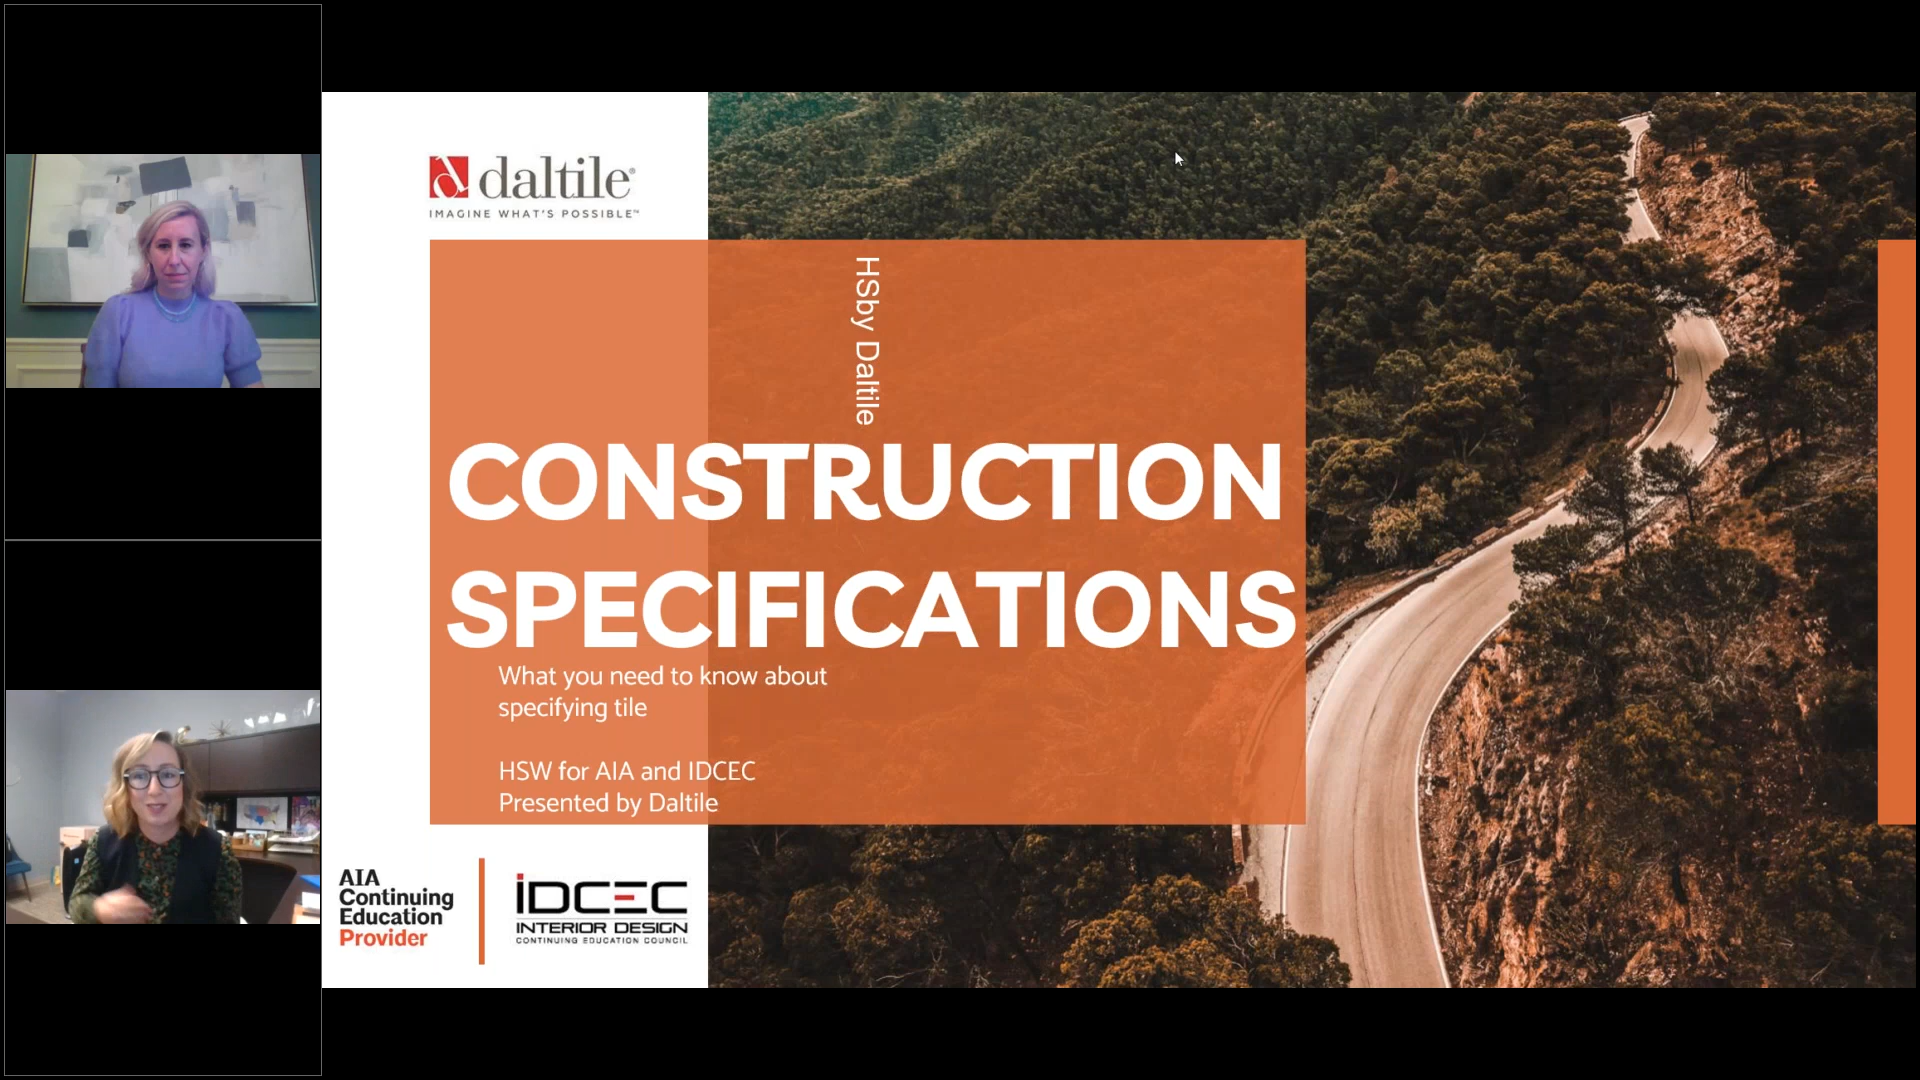 daltile®
IMAGINE WHAT'S POSSIBLE™
HSby Daltile
CONSTRUCTION
SPECIFICATIONS
What you need to know about
specifying tile
HSW for AIA and IDCEC
Presented by Daltile
AIA
Continuing
Education
Provider
IDCEC
INTERIOR DESIGN
CONTINUING EDUCATION COUNCIL